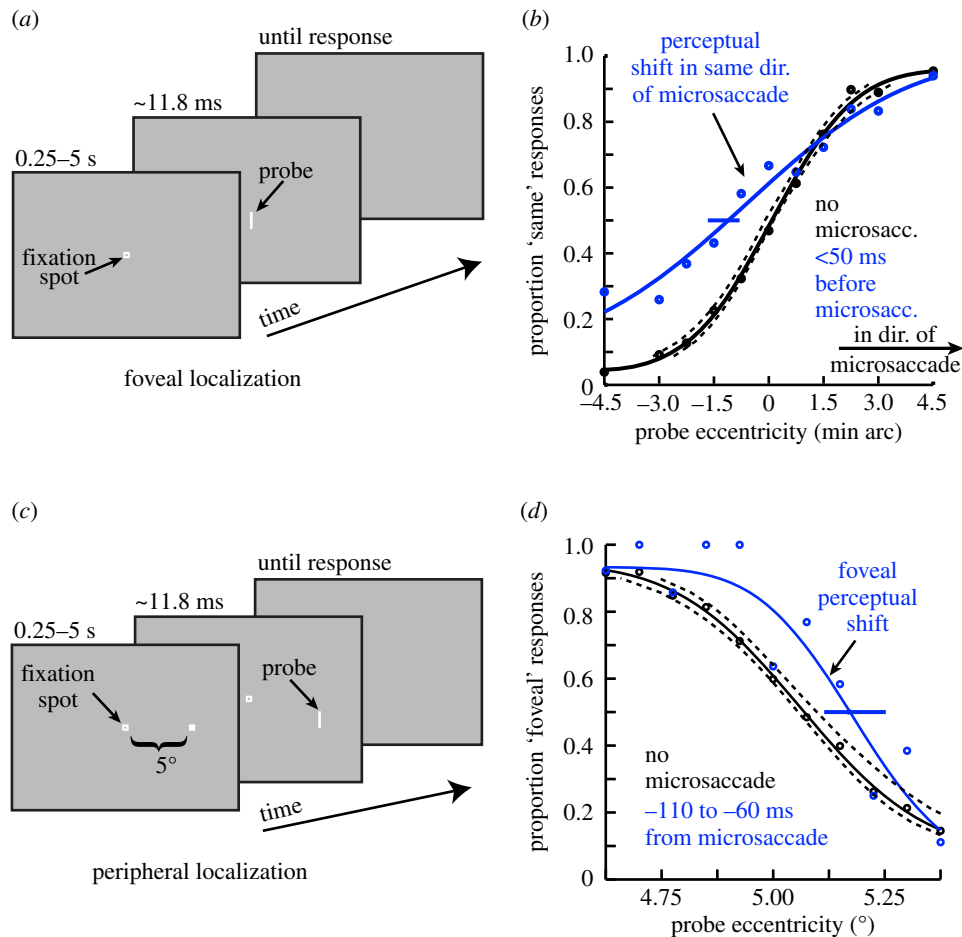 (a)
until response
~11.8 ms
0.25–5 s
probe
fixation
spot
time
foveal localization
(b)
perceptual
shift in same dir.
of microsaccade
no
microsacc.
<50 ms
before
microsacc.
in dir. of
microsaccade
proportion 'same' responses
1.0
0.8
0.6
0.4
0.2
0
–4.5 –3.0 –1.5 0 1.5 3.0 4.5
probe eccentricity (min arc)
(c)
until response
~11.8 ms
0.25–5 s
fixation
spot
probe
5°
time
peripheral localization
(d)
foveal
perceptual
shift
no
microsaccade
–110 to –60 ms
from microsaccade
proportion 'foveal' responses
1.0
0.8
0.6
0.4
0.2
0
4.75 5.00 5.25
probe eccentricity (°)